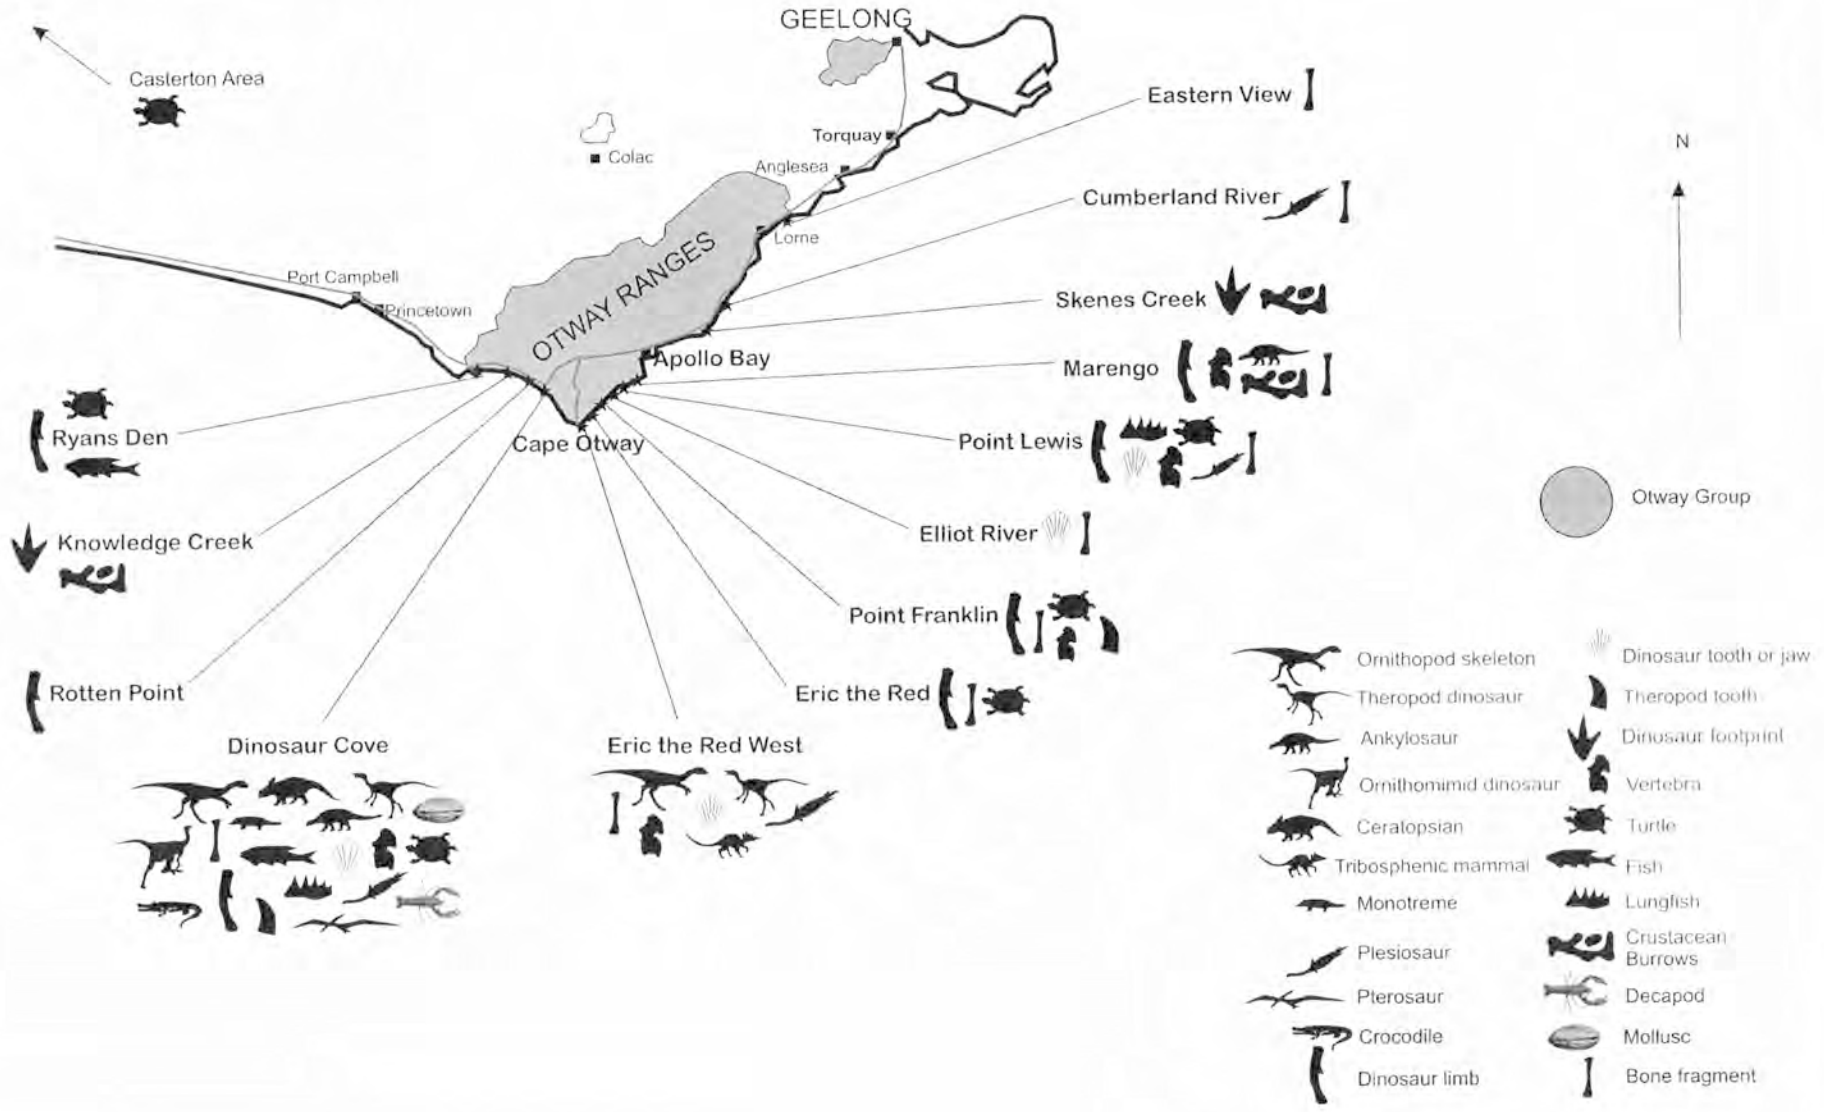 GEELONG
Casterton Area
Eastern View
Torquay
N
Colac
Anglesea
Cumberland River
Lorne
OTWAY RANGES
Port Campbell
Skenes Creek
Princetown
Apollo Bay
Marengo
Ryans Den
Cape Otway
Point Lewis
Otway Group
Elliot River
Knowledge Creek
Point Franklin
Rotten Point
Eric the Red
Dinosaur Cove
Eric the Red West
Ornithopod skeleton
Theropod dinosaur
Ankylosaur
Ornithomimid dinosaur
Ceratopsian
Tribosphenic mammal
Monotreme
Plesiosaur
Pterosaur
Crocodile
Dinosaur limb
Dinosaur tooth or jaw
Theropod tooth
Dinosaur footprint
Vertebra
Turtle
Fish
Lungfish
Crustacean
Burrows
Decapod
Mollusc
Bone fragment